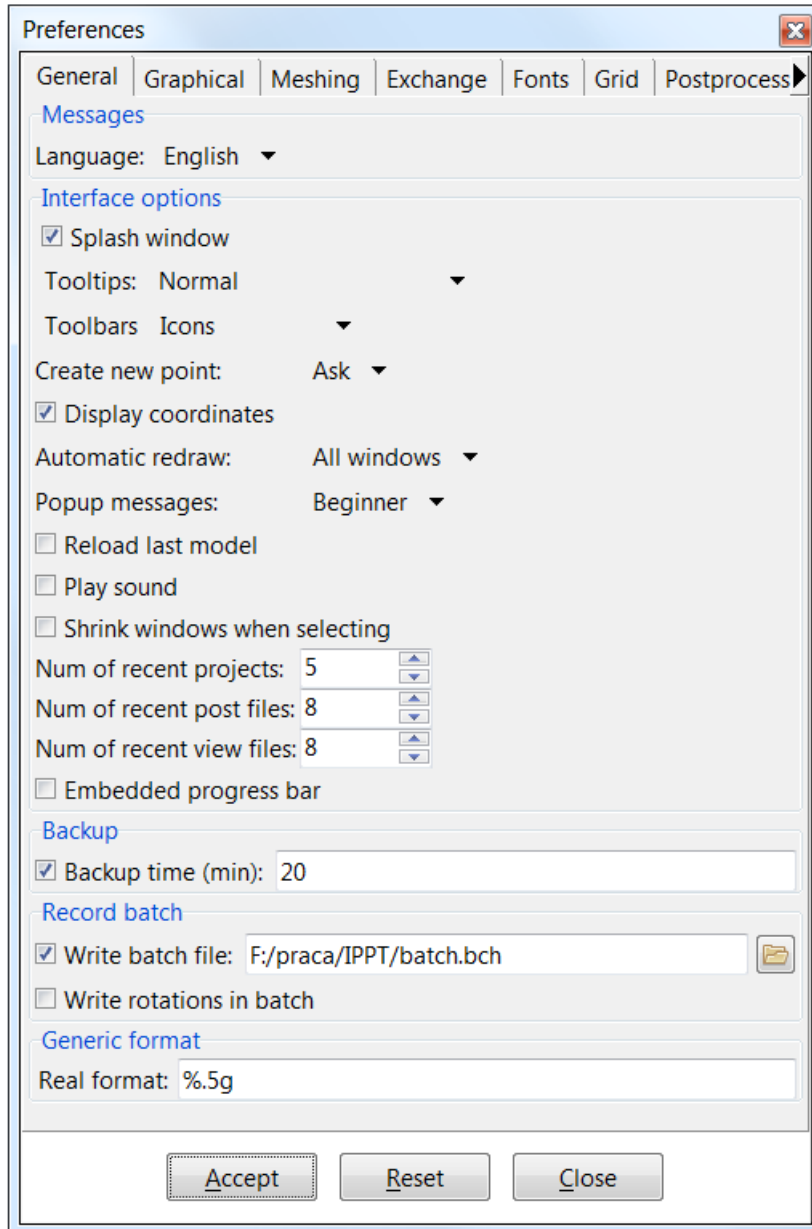 Preferences
General Graphical Meshing Exchange Fonts Grid Postprocess
Messages
Language: English
Interface options
Splash window
Tooltips: Normal
Toolbars Icons
Create new point: Ask
Display coordinates
Automatic redraw: All windows
Popup messages: Beginner
Reload last model
Play sound
Shrink windows when selecting
Num of recent projects: 5
Num of recent post files: 8
Num of recent view files: 8
Embedded progress bar
Backup
Backup time (min): 20
Record batch
Write batch file: F:/praca/IPPT/batch.bch
Write rotations in batch
Generic format
Real format: %.5g
Accept Reset Close